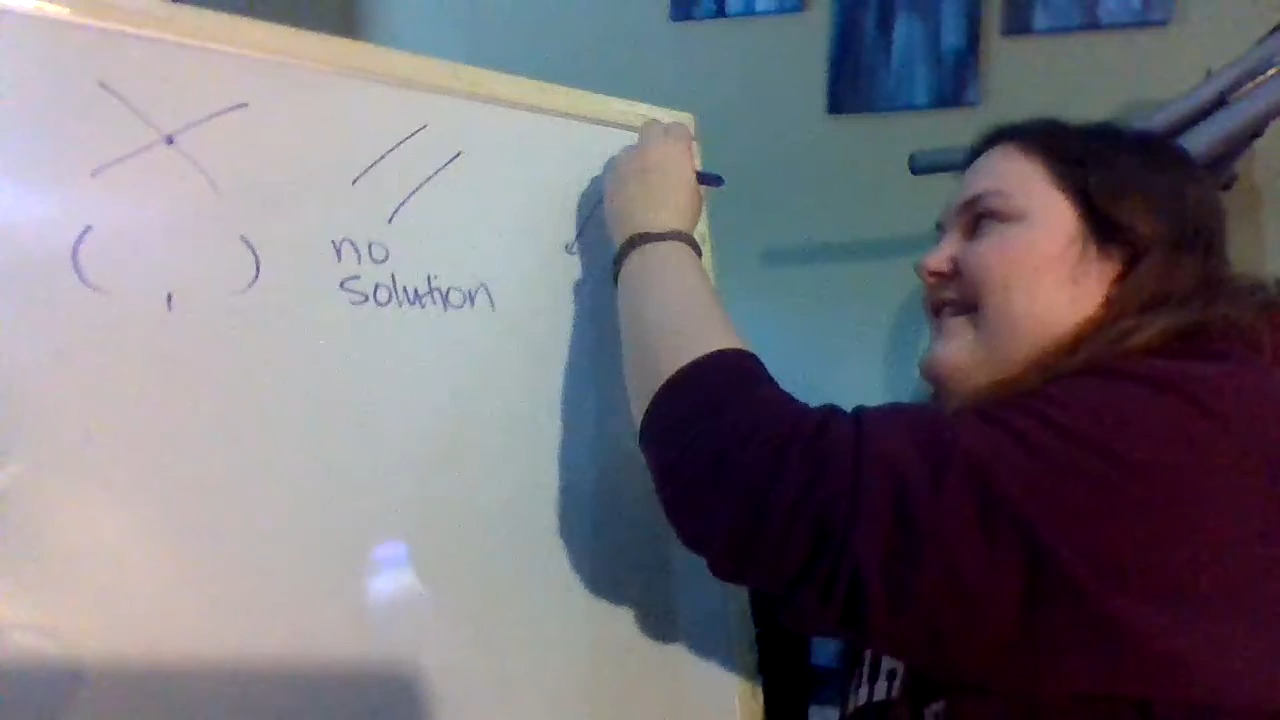 ( , )
no
solution